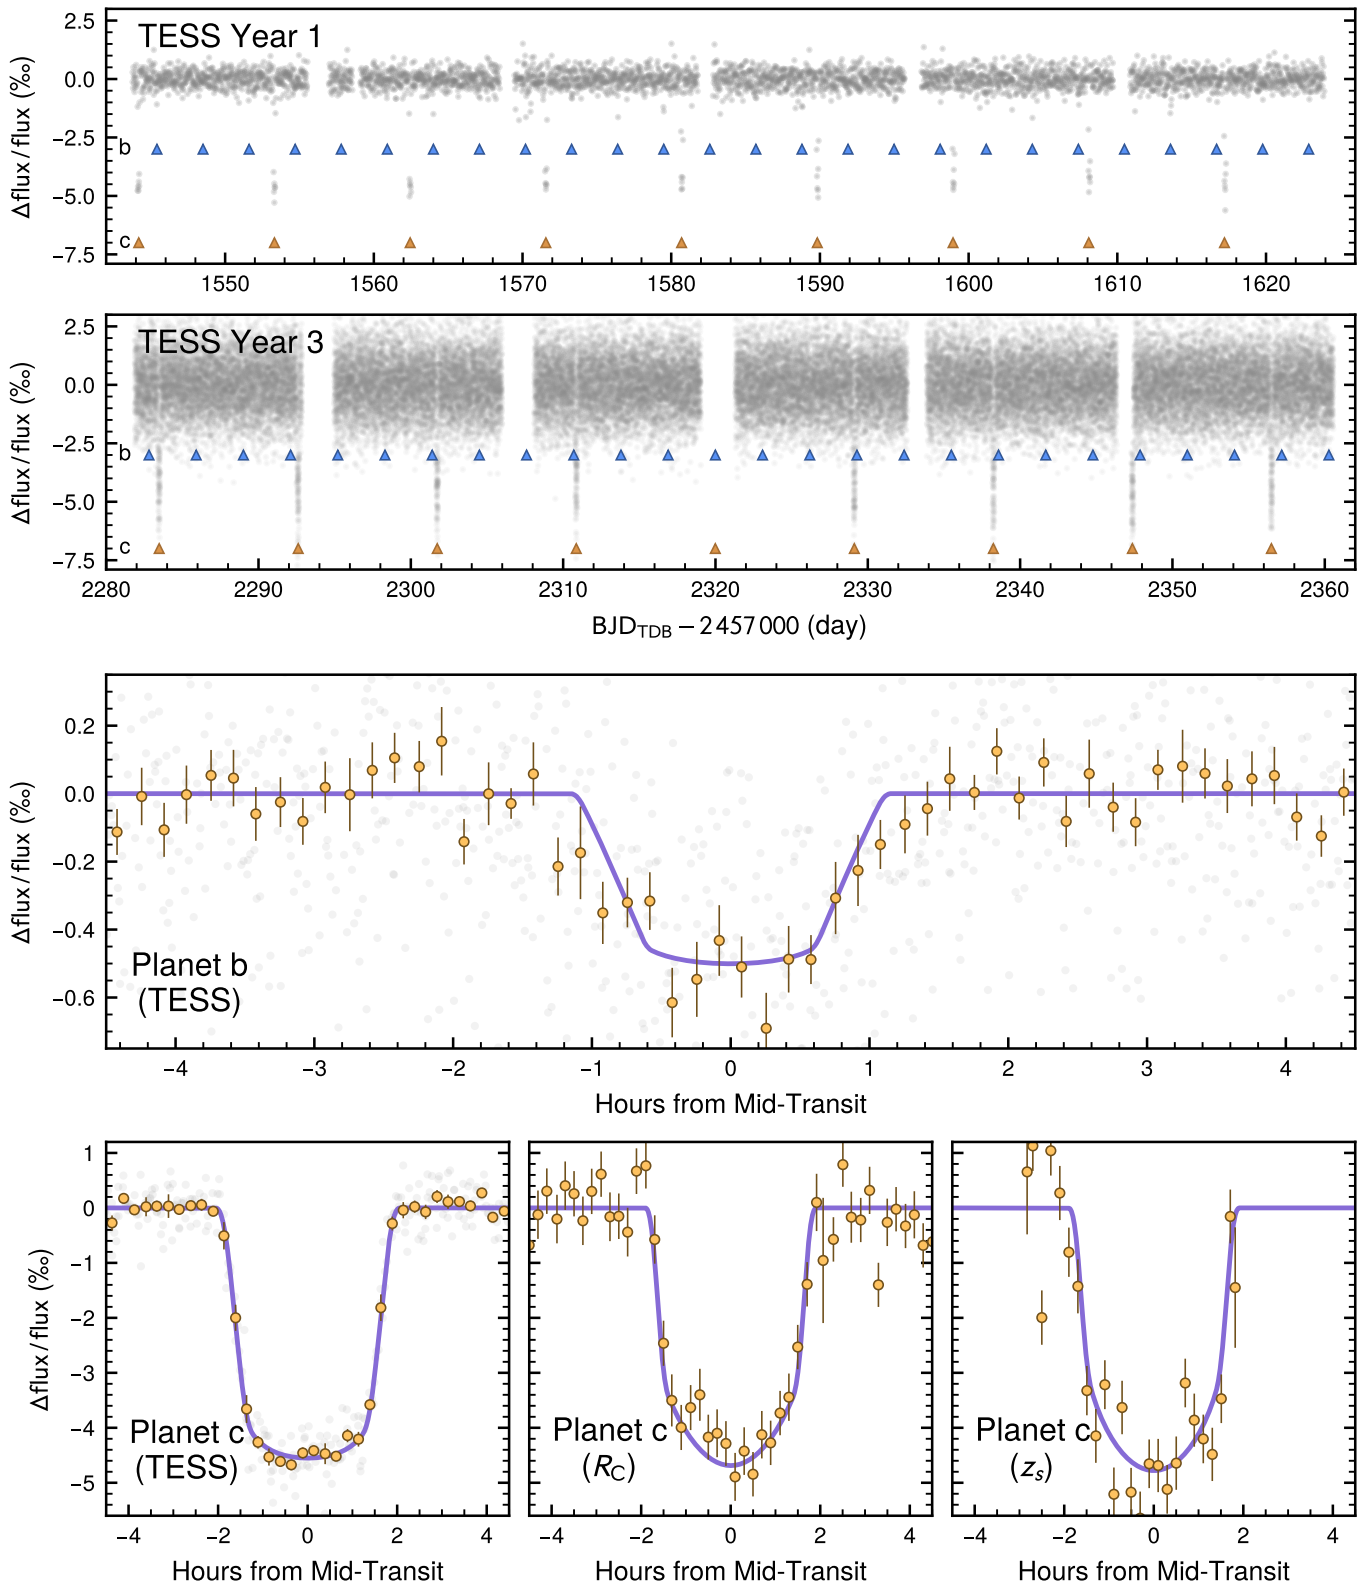 TESS Year 1
Δflux/flux (‰)
2.5
0.0
−2.5
−5.0
−7.5
b
c
1550 1560 1570 1580 1590 1600 1610 1620
TESS Year 3
Δflux/flux (‰)
2.5
0.0
−2.5
−5.0
−7.5
b
c
2280 2290 2300 2310 2320 2330 2340 2350 2360
BJD_TDB − 2 457 000 (day)
Δflux/flux (‰)
0.2
0.0
−0.2
−0.4
−0.6
Planet b
(TESS)
−4 −3 −2 −1 0 1 2 3 4
Hours from Mid-Transit
Δflux/flux (‰)
1
0
−1
−2
−3
−4
−5
Planet c
(TESS)
−4 −2 0 2 4
Hours from Mid-Transit
Planet c
(R_C)
−4 −2 0 2 4
Hours from Mid-Transit
Planet c
(z_s)
−4 −2 0 2 4
Hours from Mid-Transit